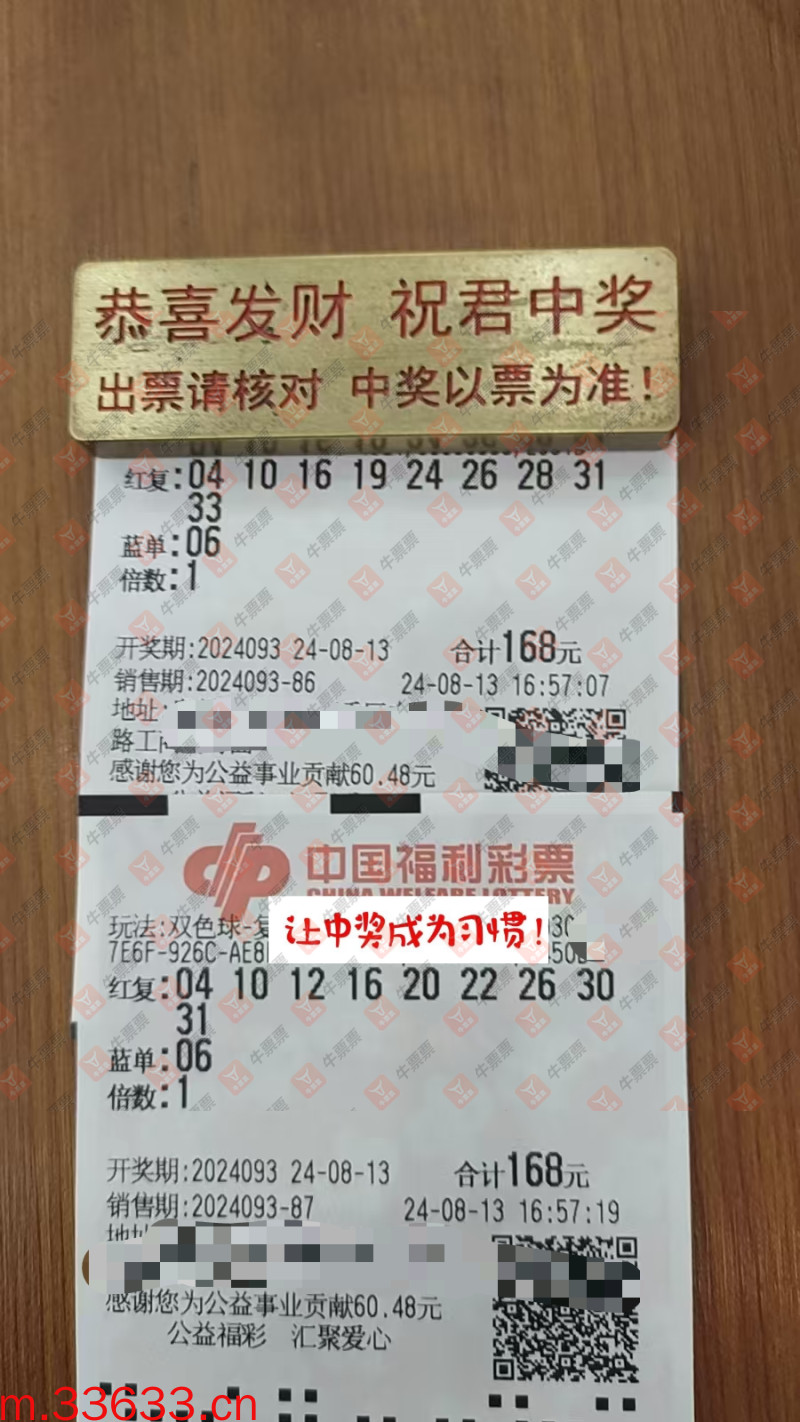 恭喜发财 祝君中奖
出票请核对 中奖以票为准！
红复:04 10 16 19 24 26 28 31
33
蓝单:06
倍数:1
开奖期:2024093 24-08-13 合计168元
销售期:2024093-86 24-08-13 16:57:07
地址:
路工
感谢您为公益事业贡献60.48元
中国福利彩票
CHINA WELFARE LOTTERY
玩法:双色球-复
让中奖成为习惯！
7E6F-926C-AE8
红复:04 10 12 16 20 22 26 30
31
蓝单:06
倍数:1
开奖期:2024093 24-08-13 合计168元
销售期:2024093-87 24-08-13 16:57:19
感谢您为公益事业贡献60.48元
公益福彩 汇聚爱心
m.33633.cn
牛票票